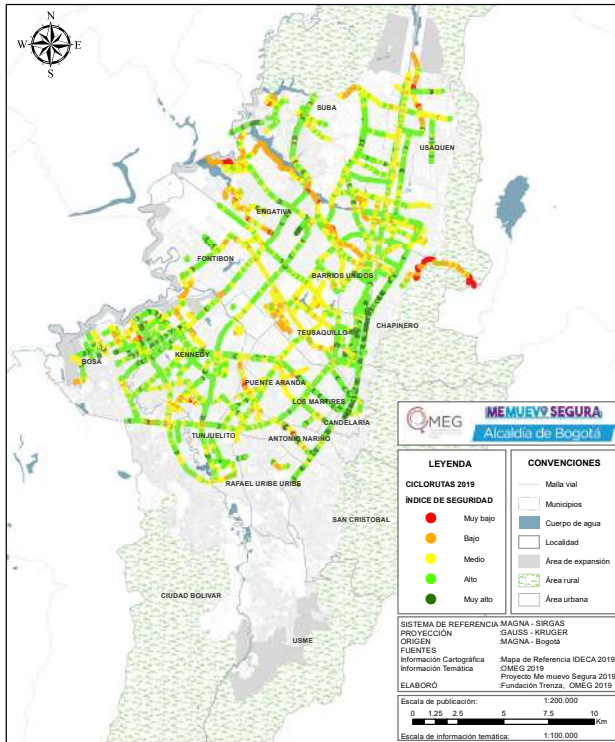 N
W E
S
SUBA
USAQUEN
ENGATIVA
FONTIBON
BARRIOS UNIDOS
TEUSAQUILLO
CHAPINERO
BOSA
KENNEDY
PUENTE ARANDA
LOS MARTIRES
CANDELARIA
TUNJUELITO
ANTONIO NARIÑO
RAFAEL URIBE URIBE
SAN CRISTOBAL
CIUDAD BOLIVAR
USME
OMEG
ME MUEVO SEGURA
Alcaldía de Bogotá
LEYENDA
CICLORUTAS 2019
ÍNDICE DE SEGURIDAD
Muy bajo
Bajo
Medio
Alto
Muy alto
CONVENCIONES
Malla vial
Municipios
Cuerpo de agua
Localidad
Área de expansión
Área rural
Área urbana
SISTEMA DE REFERENCIA :MAGNA - SIRGAS
PROYECCIÓN :GAUSS - KRUGER
ORIGEN :MAGNA - Bogotá
FUENTES
Información Cartográfica :Mapa de Referencia IDECA 2019
Información Temática :OMEG 2019
Proyecto Me muevo Segura 2019
ELABORÓ :Fundación Trenza, OMEG 2019
Escala de publicación: 1:200.000
0 1.25 2.5 5 7.5 10
Km
Escala de información temática: 1:100.000